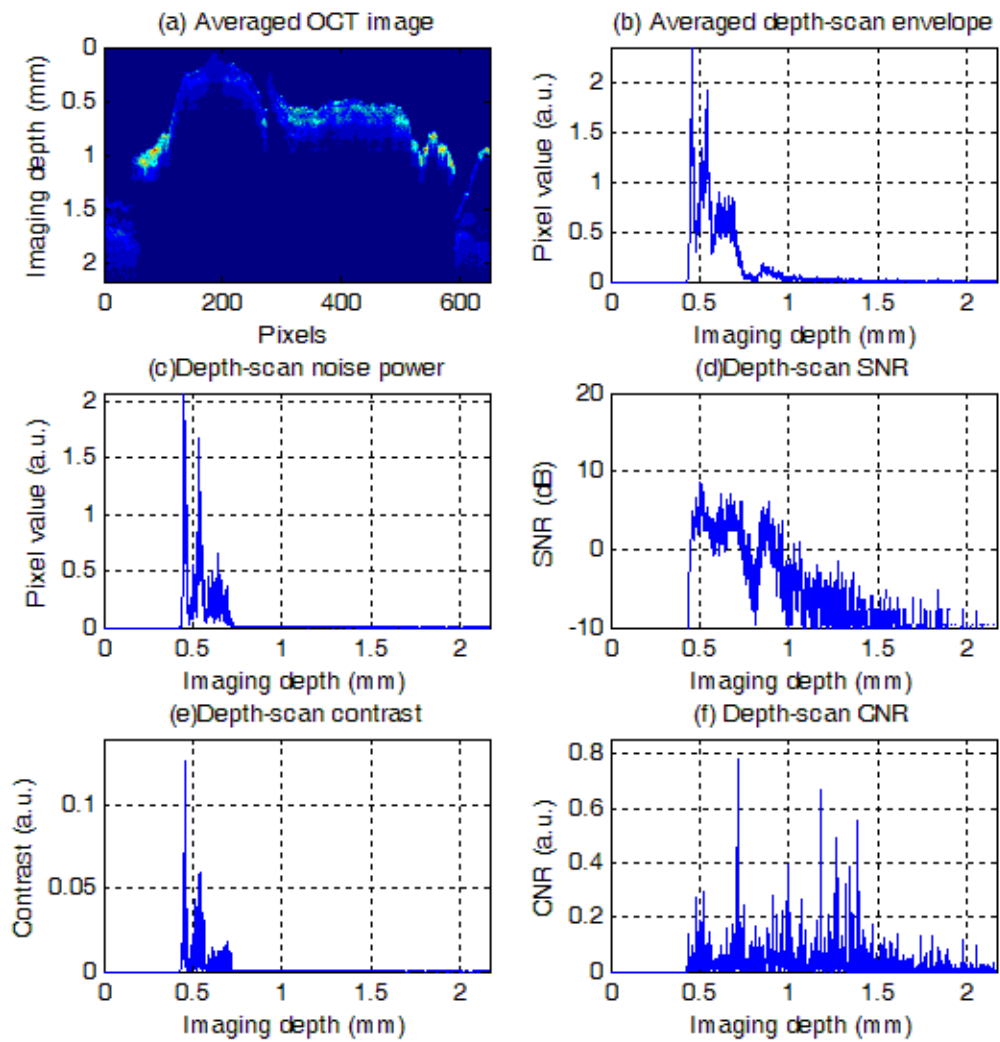 (a) Averaged OCT image
Imaging depth (mm)
0
0.5
1
1.5
2
0 200 400 600
Pixels
(b) Averaged depth-scan envelope
Pixel value (a.u.)
2
1.5
1
0.5
0
0 0.5 1 1.5 2
Imaging depth (mm)
(c)Depth-scan noise power
Pixel value (a.u.)
2
1.5
1
0.5
0
0 0.5 1 1.5 2
Imaging depth (mm)
(d)Depth-scan SNR
SNR (dB)
20
10
0
-10
0 0.5 1 1.5 2
Imaging depth (mm)
(e)Depth-scan contrast
Contrast (a.u.)
0.1
0.05
0
0 0.5 1 1.5 2
Imaging depth (mm)
(f) Depth-scan CNR
CNR (a.u.)
0.8
0.6
0.4
0.2
0
0 0.5 1 1.5 2
Imaging depth (mm)